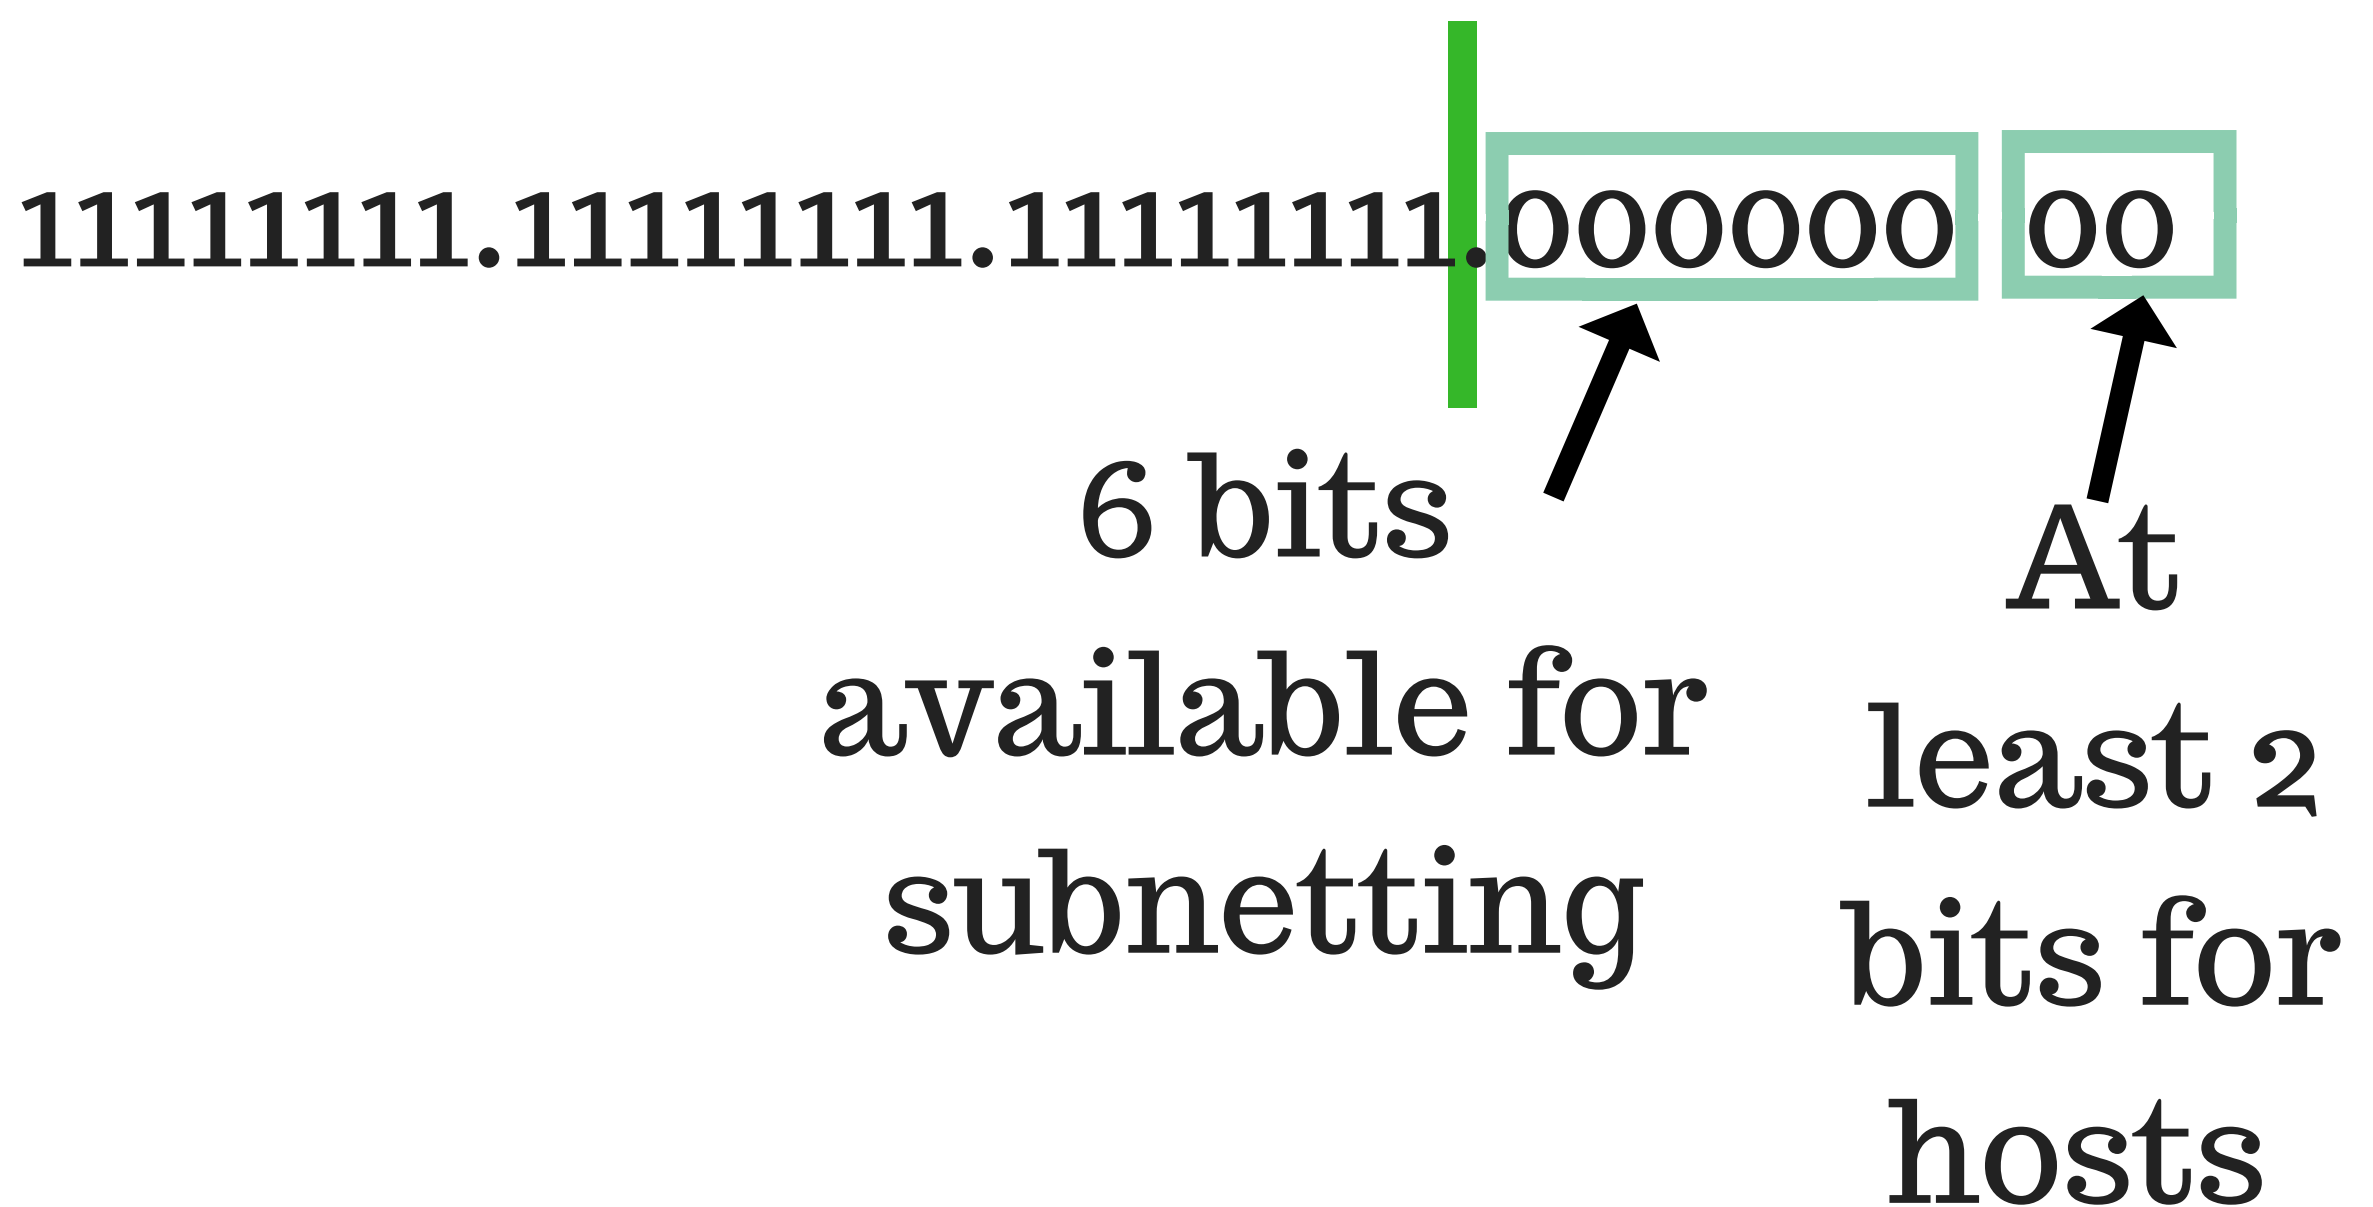 11111111.11111111.11111111.000000 00
6 bits
available for
subnetting
At
least 2
bits for
hosts